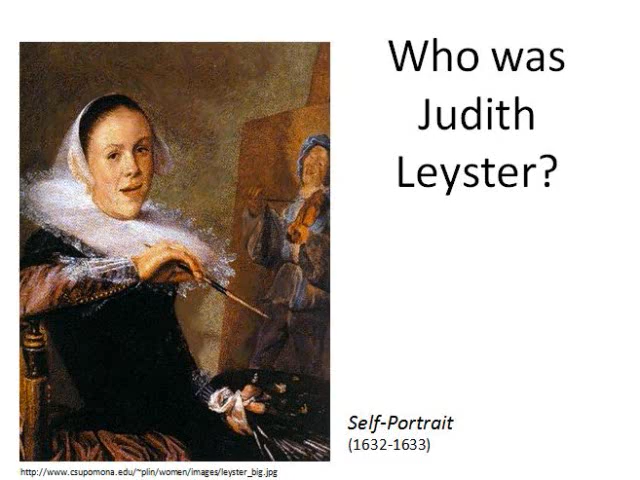 Who was
Judith
Leyster?
Self-Portrait
(1632-1633)
http://www.csupomona.edu/~plin/women/images/leyster_big.jpg